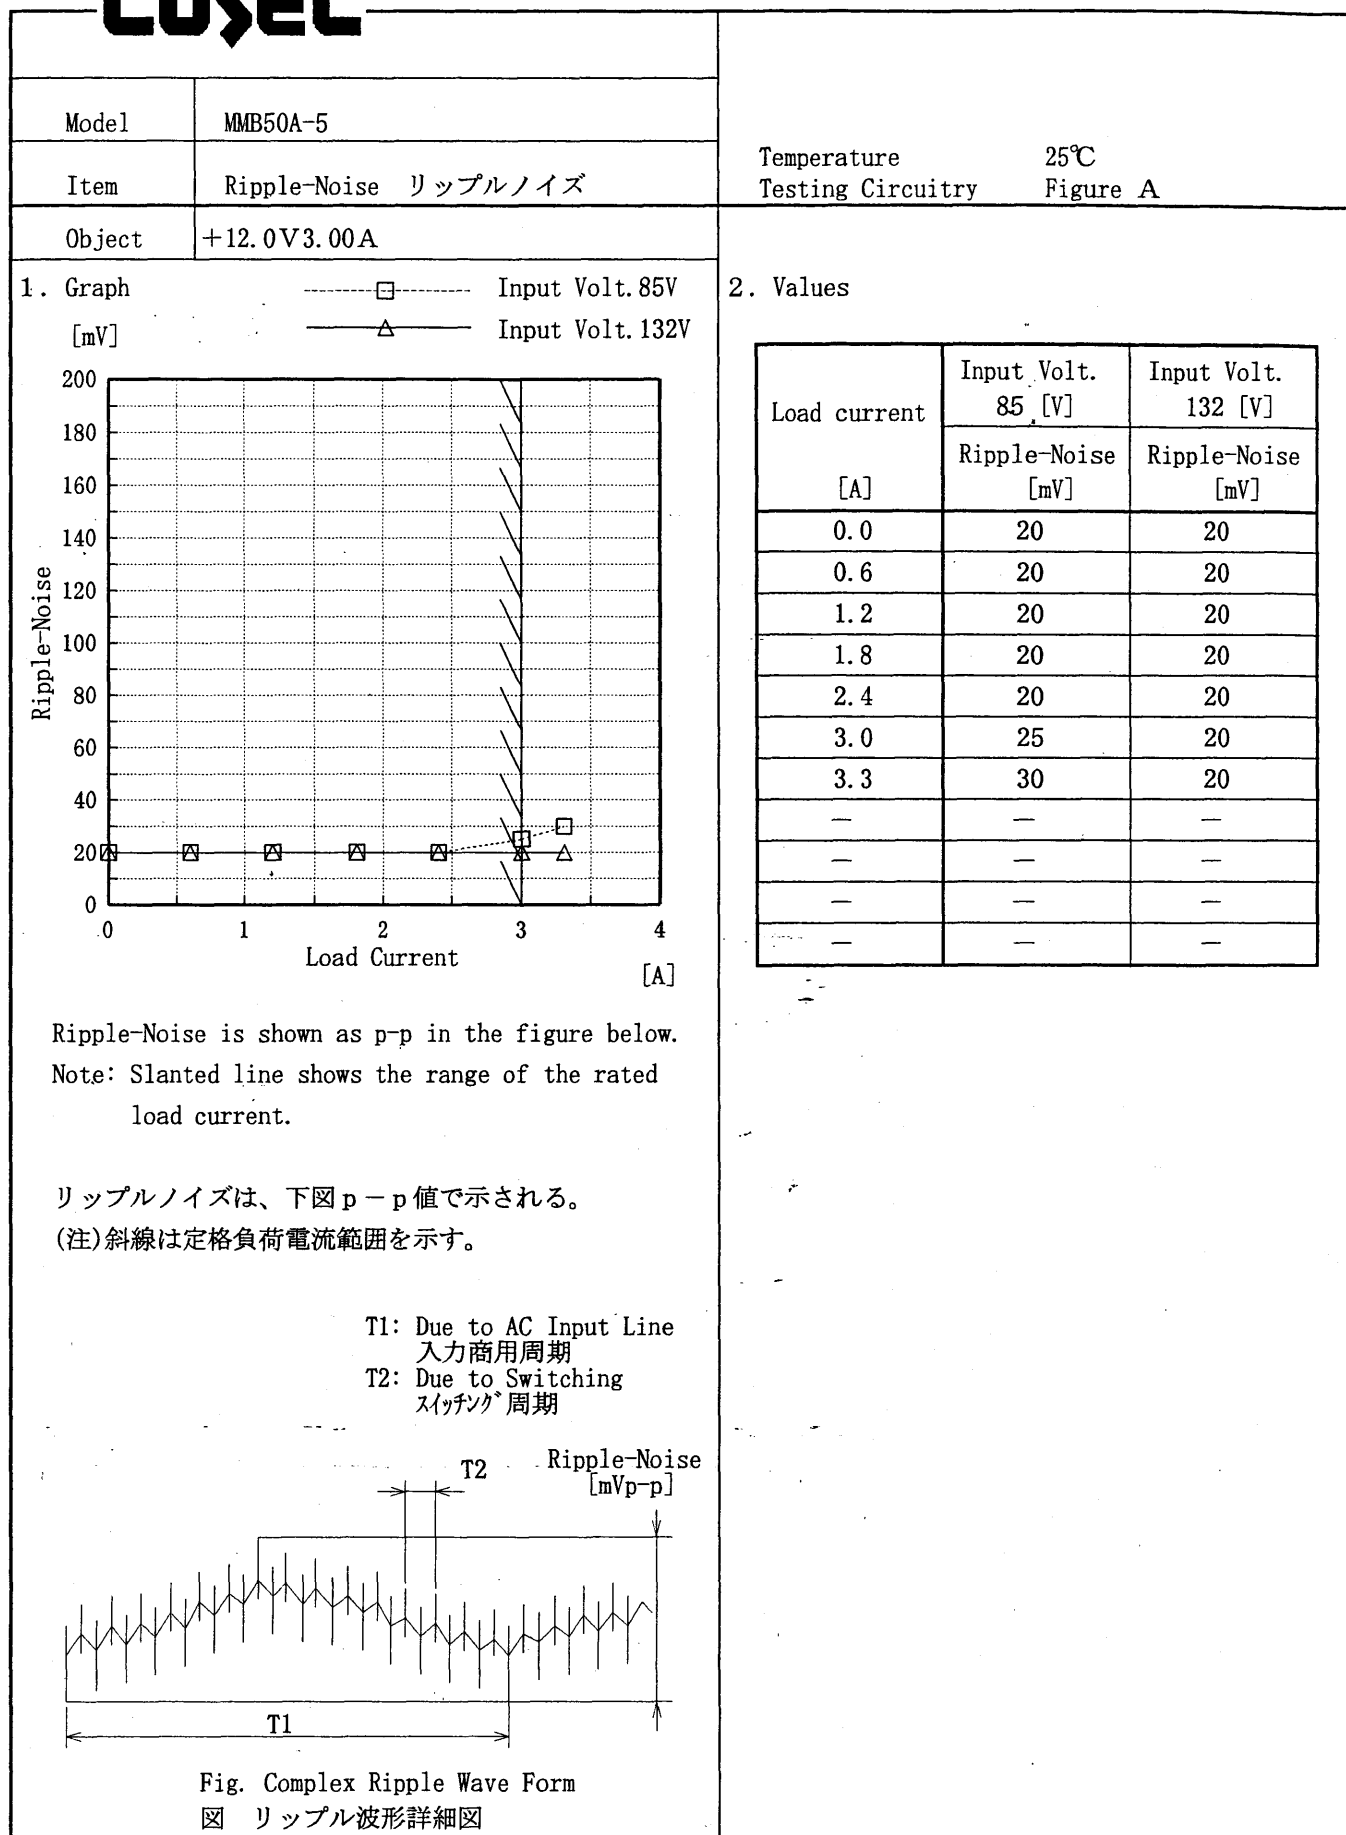 COSEL
Model MMB50A-5
Item Ripple-Noise リップルノイズ
Object +12.0V3.00A
Temperature 25℃
Testing Circuitry Figure A
1. Graph
[mV]
Input Volt. 85V
Input Volt. 132V
200
180
160
140
120
100
80
60
40
20
0
Ripple-Noise
0 1 2 3 4
Load Current
[A]
Ripple-Noise is shown as p-p in the figure below.
Note: Slanted line shows the range of the rated
load current.
リップルノイズは、下図p－p値で示される。
(注)斜線は定格負荷電流範囲を示す。
T1: Due to AC Input Line
入力商用周期
T2: Due to Switching
ｽｲｯﾁﾝｸﾞ周期
T2
Ripple-Noise
[mVp-p]
T1
Fig. Complex Ripple Wave Form
図 リップル波形詳細図
2. Values
Load current [A] Input Volt. 85 [V] Input Volt. 132 [V]
Ripple-Noise [mV] Ripple-Noise [mV]
0.0 20 20
0.6 20 20
1.2 20 20
1.8 20 20
2.4 20 20
3.0 25 20
3.3 30 20
— — —
— — —
— — —
— — —